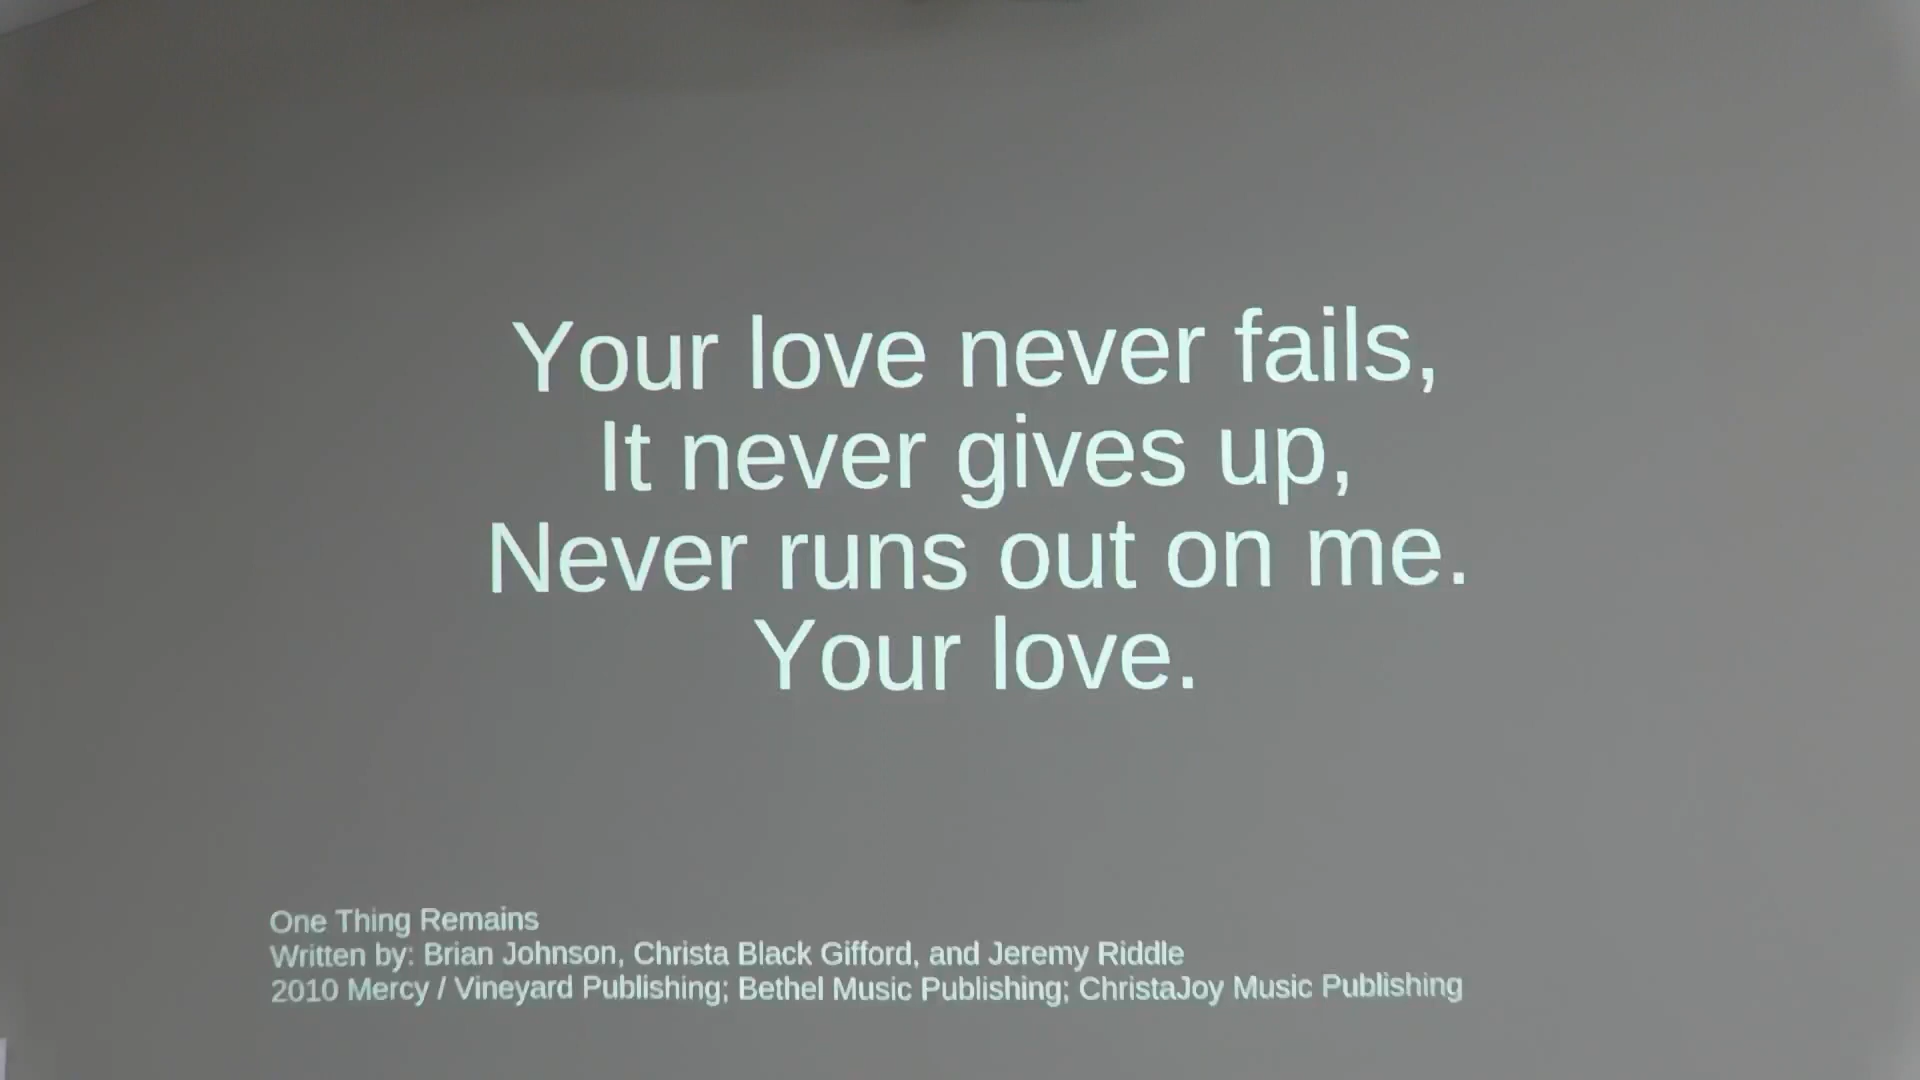 Your love never fails,
It never gives up,
Never runs out on me.
Your love.
One Thing Remains
Written by: Brian Johnson, Christa Black Gifford, and Jeremy Riddle
2010 Mercy / Vineyard Publishing; Bethel Music Publishing; ChristaJoy Music Publishing